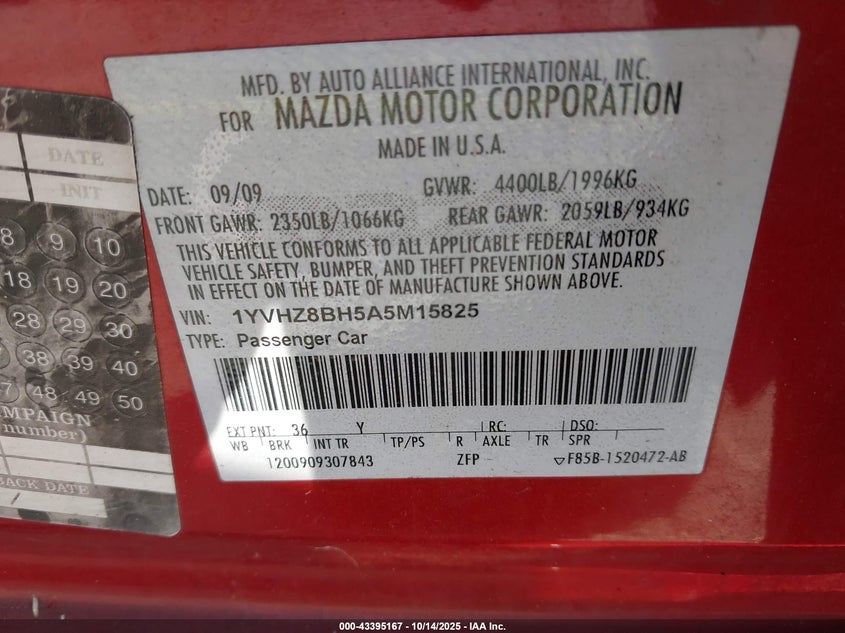 MFD. BY AUTO ALLIANCE INTERNATIONAL, INC.
FOR MAZDA MOTOR CORPORATION
MADE IN U.S.A.
DATE: 09/09 GVWR: 4400LB/1996KG
FRONT GAWR: 2350LB/1066KG REAR GAWR: 2059LB/934KG
THIS VEHICLE CONFORMS TO ALL APPLICABLE FEDERAL MOTOR
VEHICLE SAFETY, BUMPER, AND THEFT PREVENTION STANDARDS
IN EFFECT ON THE DATE OF MANUFACTURE SHOWN ABOVE.
VIN: 1YVHZ8BH5A5M15825
TYPE: Passenger Car
EXT PNT: 36 Y RC: DSO:
WB BRK INT TR TP/PS R AXLE TR SPR
1200909307843 ZFP ▽F85B-1520472-AB
DATE
INIT
8 9 10
18 19 20
28 29 30
37 38 39 40
47 48 49 50
number)
BACK DATE
000-43395167 - 10/14/2025 - IAA Inc.